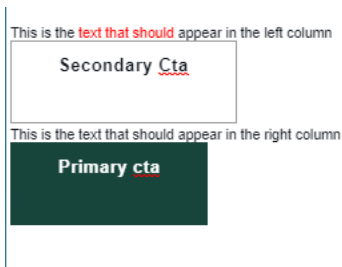 This is the text that should appear in the left column
Secondary Cta
This is the text that should appear in the right column
Primary cta